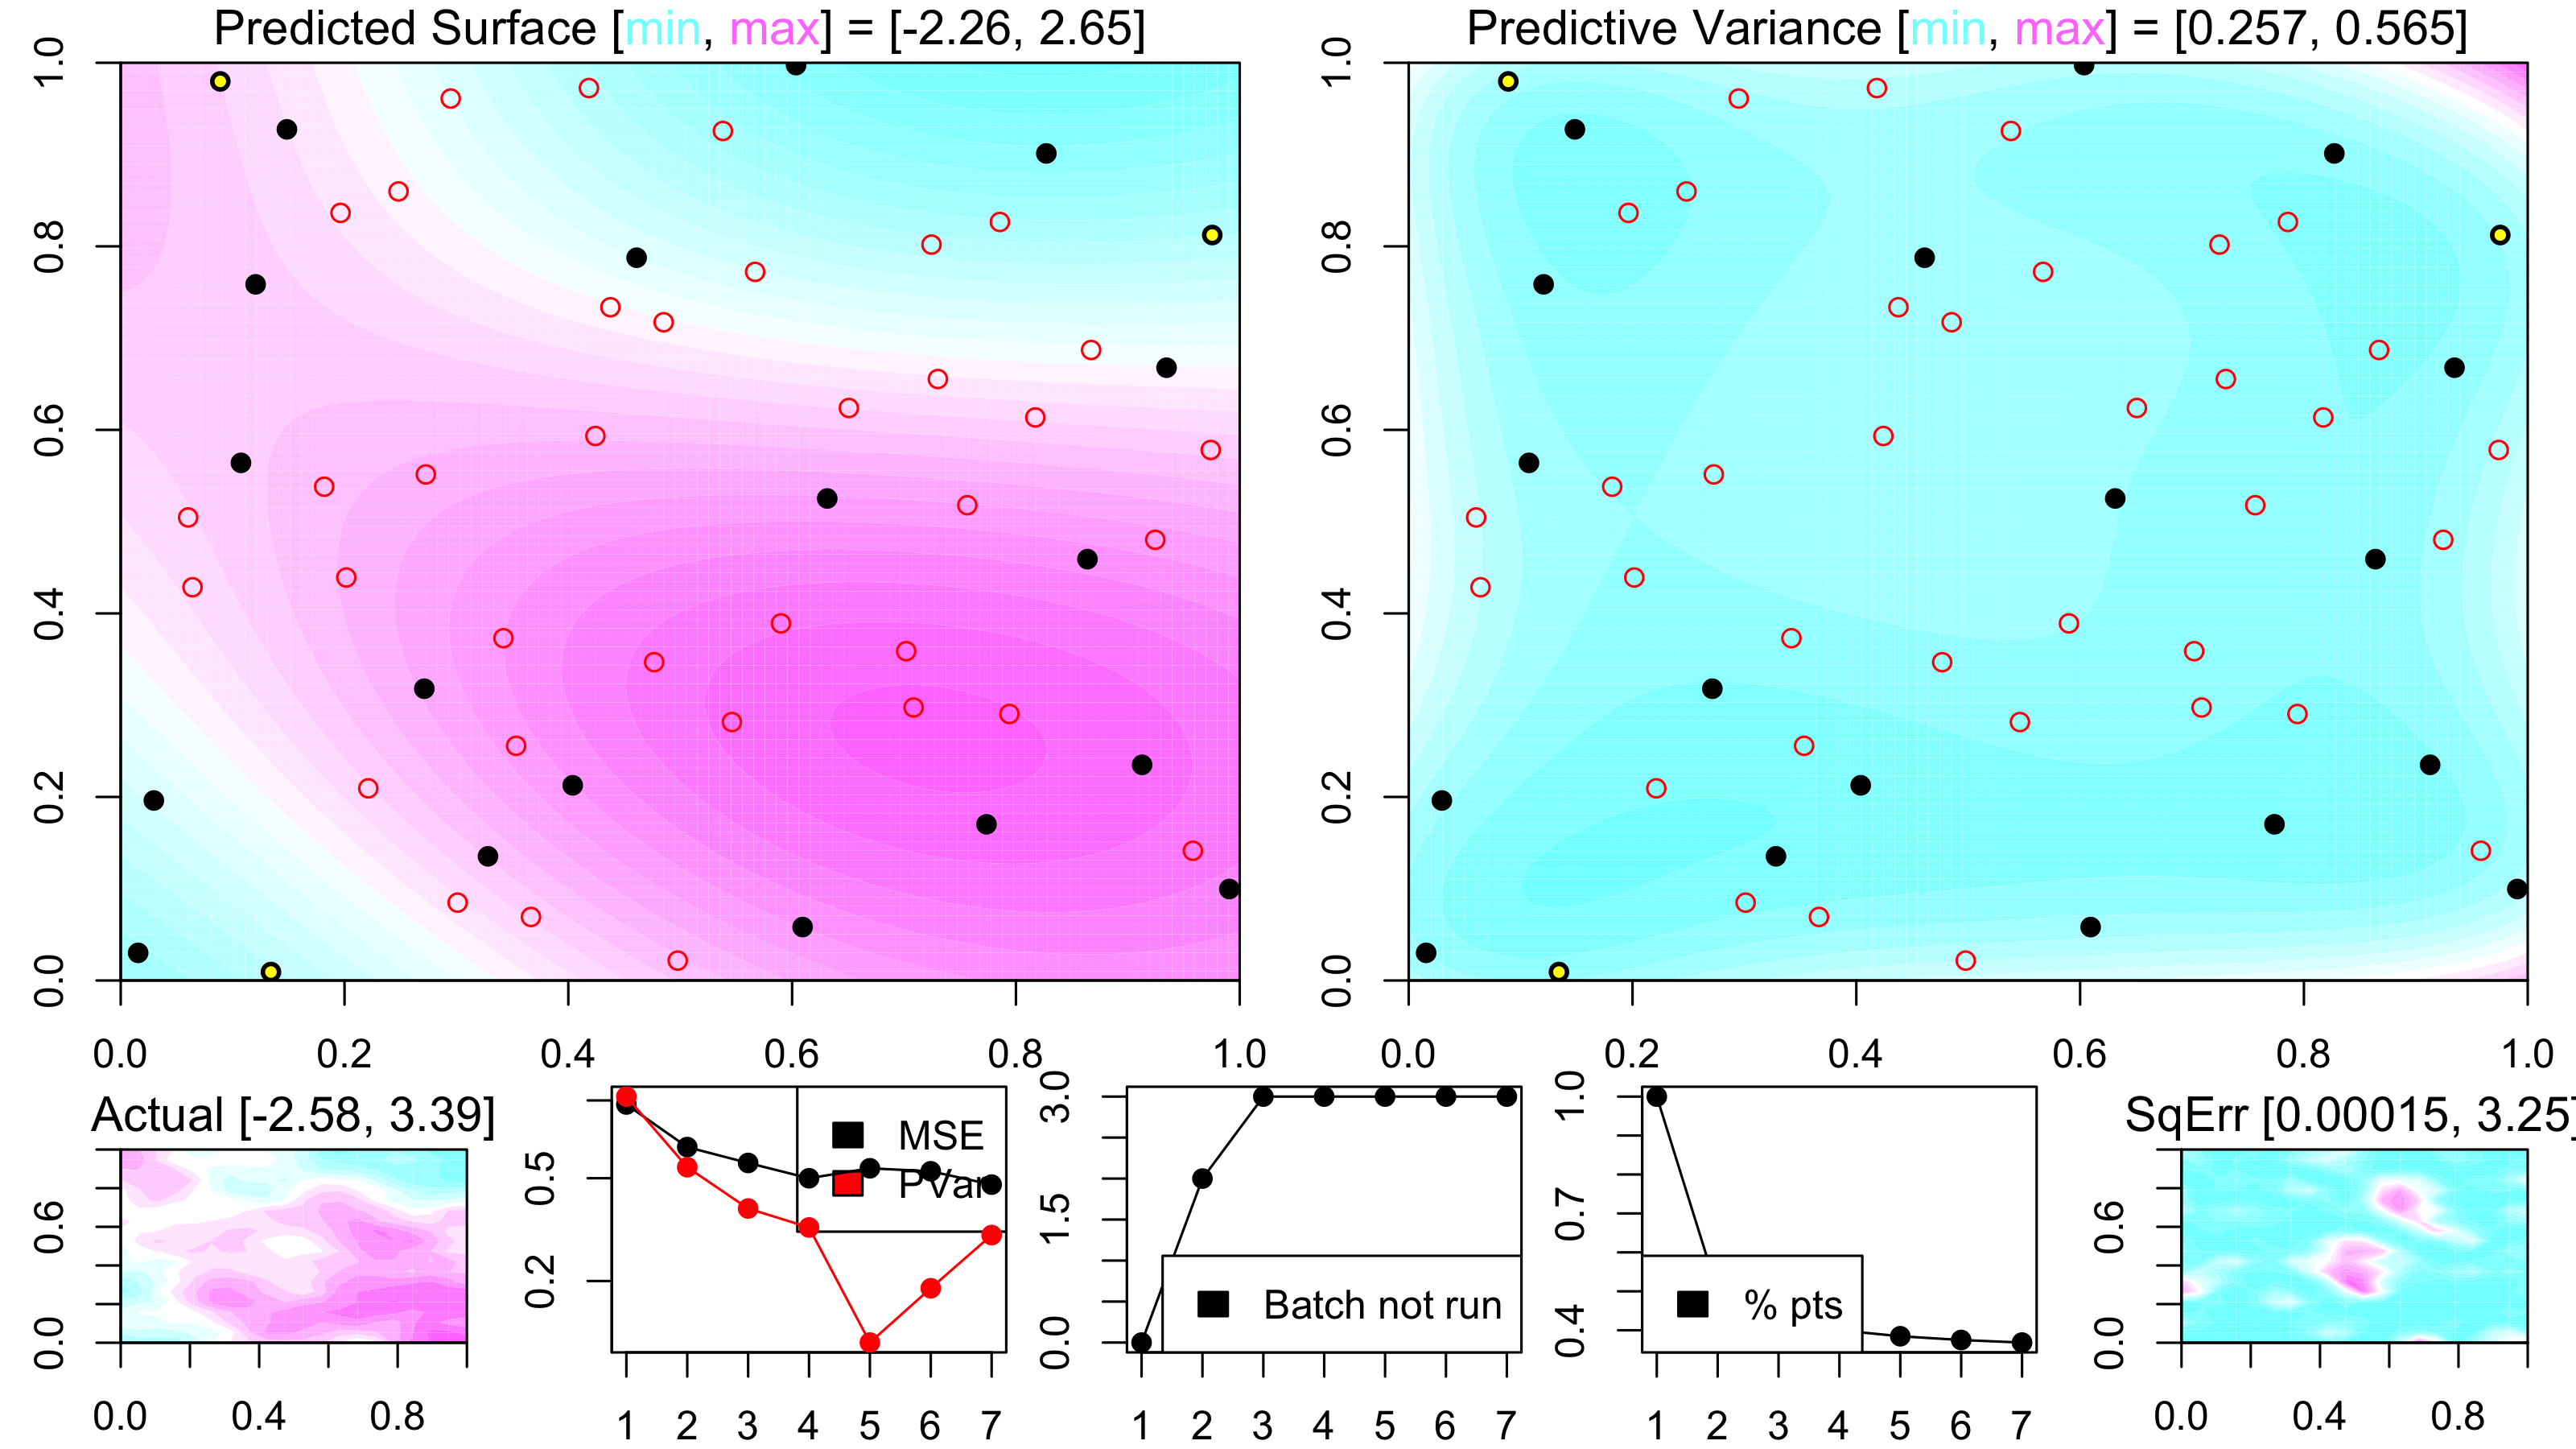 Predicted Surface [min, max] = [-2.26, 2.65]
0.0 0.2 0.4 0.6 0.8 1.0
0.0 0.2 0.4 0.6 0.8 1.0
Predictive Variance [min, max] = [0.257, 0.565]
0.0 0.2 0.4 0.6 0.8 1.0
0.0 0.2 0.4 0.6 0.8 1.0
Actual [-2.58, 3.39]
0.0 0.6
0.0 0.4 0.8
0.2 0.5
MSE
PVar
1 2 3 4 5 6 7
0.0 1.5 3.0
Batch not run
1 2 3 4 5 6 7
0.4 0.7 1.0
% pts
1 2 3 4 5 6 7
SqErr [0.00015, 3.25]
0.0 0.6
0.0 0.4 0.8